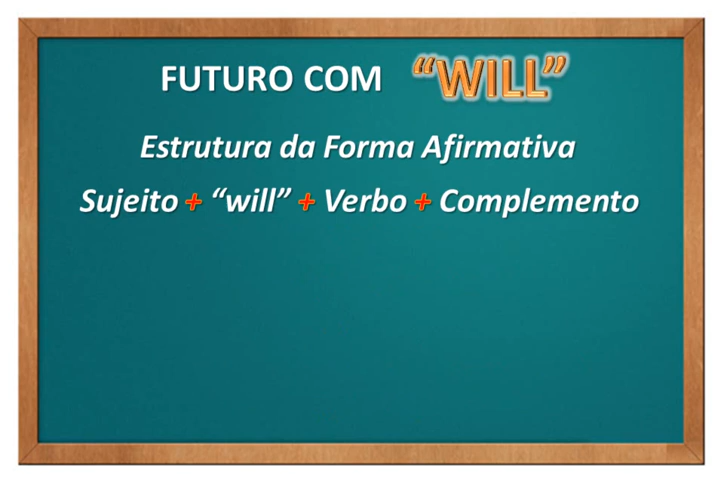 FUTURO COM “WILL”
Estrutura da Forma Afirmativa
Sujeito + “will” + Verbo + Complemento